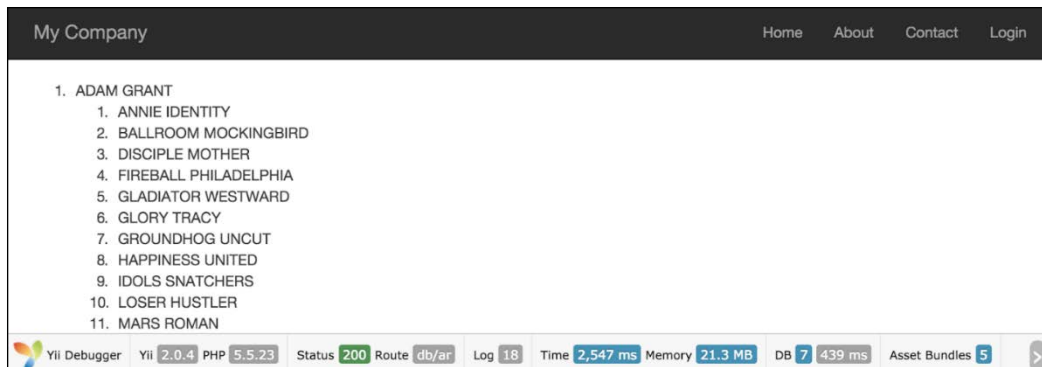 My Company Home About Contact Login
1. ADAM GRANT
1. ANNIE IDENTITY
2. BALLROOM MOCKINGBIRD
3. DISCIPLE MOTHER
4. FIREBALL PHILADELPHIA
5. GLADIATOR WESTWARD
6. GLORY TRACY
7. GROUNDHOG UNCUT
8. HAPPINESS UNITED
9. IDOLS SNATCHERS
10. LOSER HUSTLER
11. MARS ROMAN
Yii Debugger Yii 2.0.4 PHP 5.5.23 Status 200 Route db/ar Log 18 Time 2,547 ms Memory 21.3 MB DB 7 439 ms Asset Bundles 5